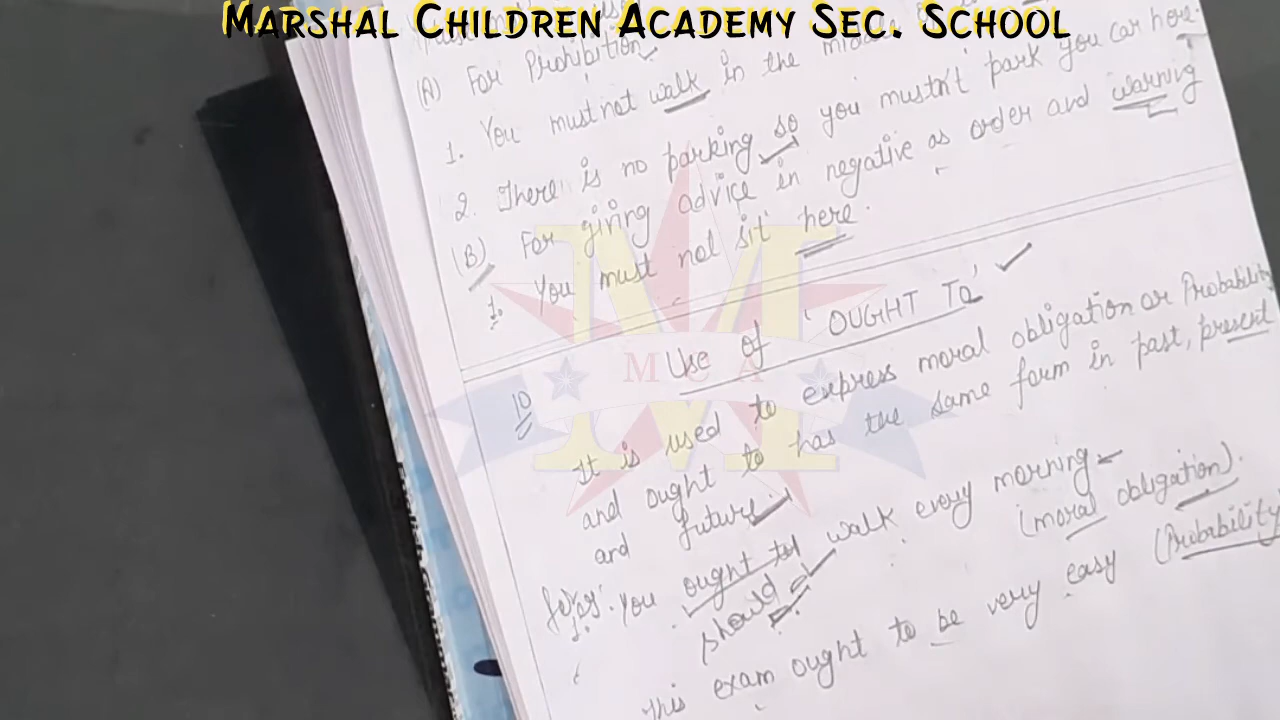 MARSHAL CHILDREN ACADEMY SEC. SCHOOL
(A) For Prohibition
1. You must not walk in the middle
2. There is no parking so you mustn't park you car here.
(B) For giving advice in negative as order and warning
1. You must not sit here.
10 Use of 'OUGHT TO'
It is used to express moral obligation or Probability
and ought to has the same form in past, present
and future
You ought to walk every morning (moral obligation).
should
This exam ought to be very easy (Probability
MCA